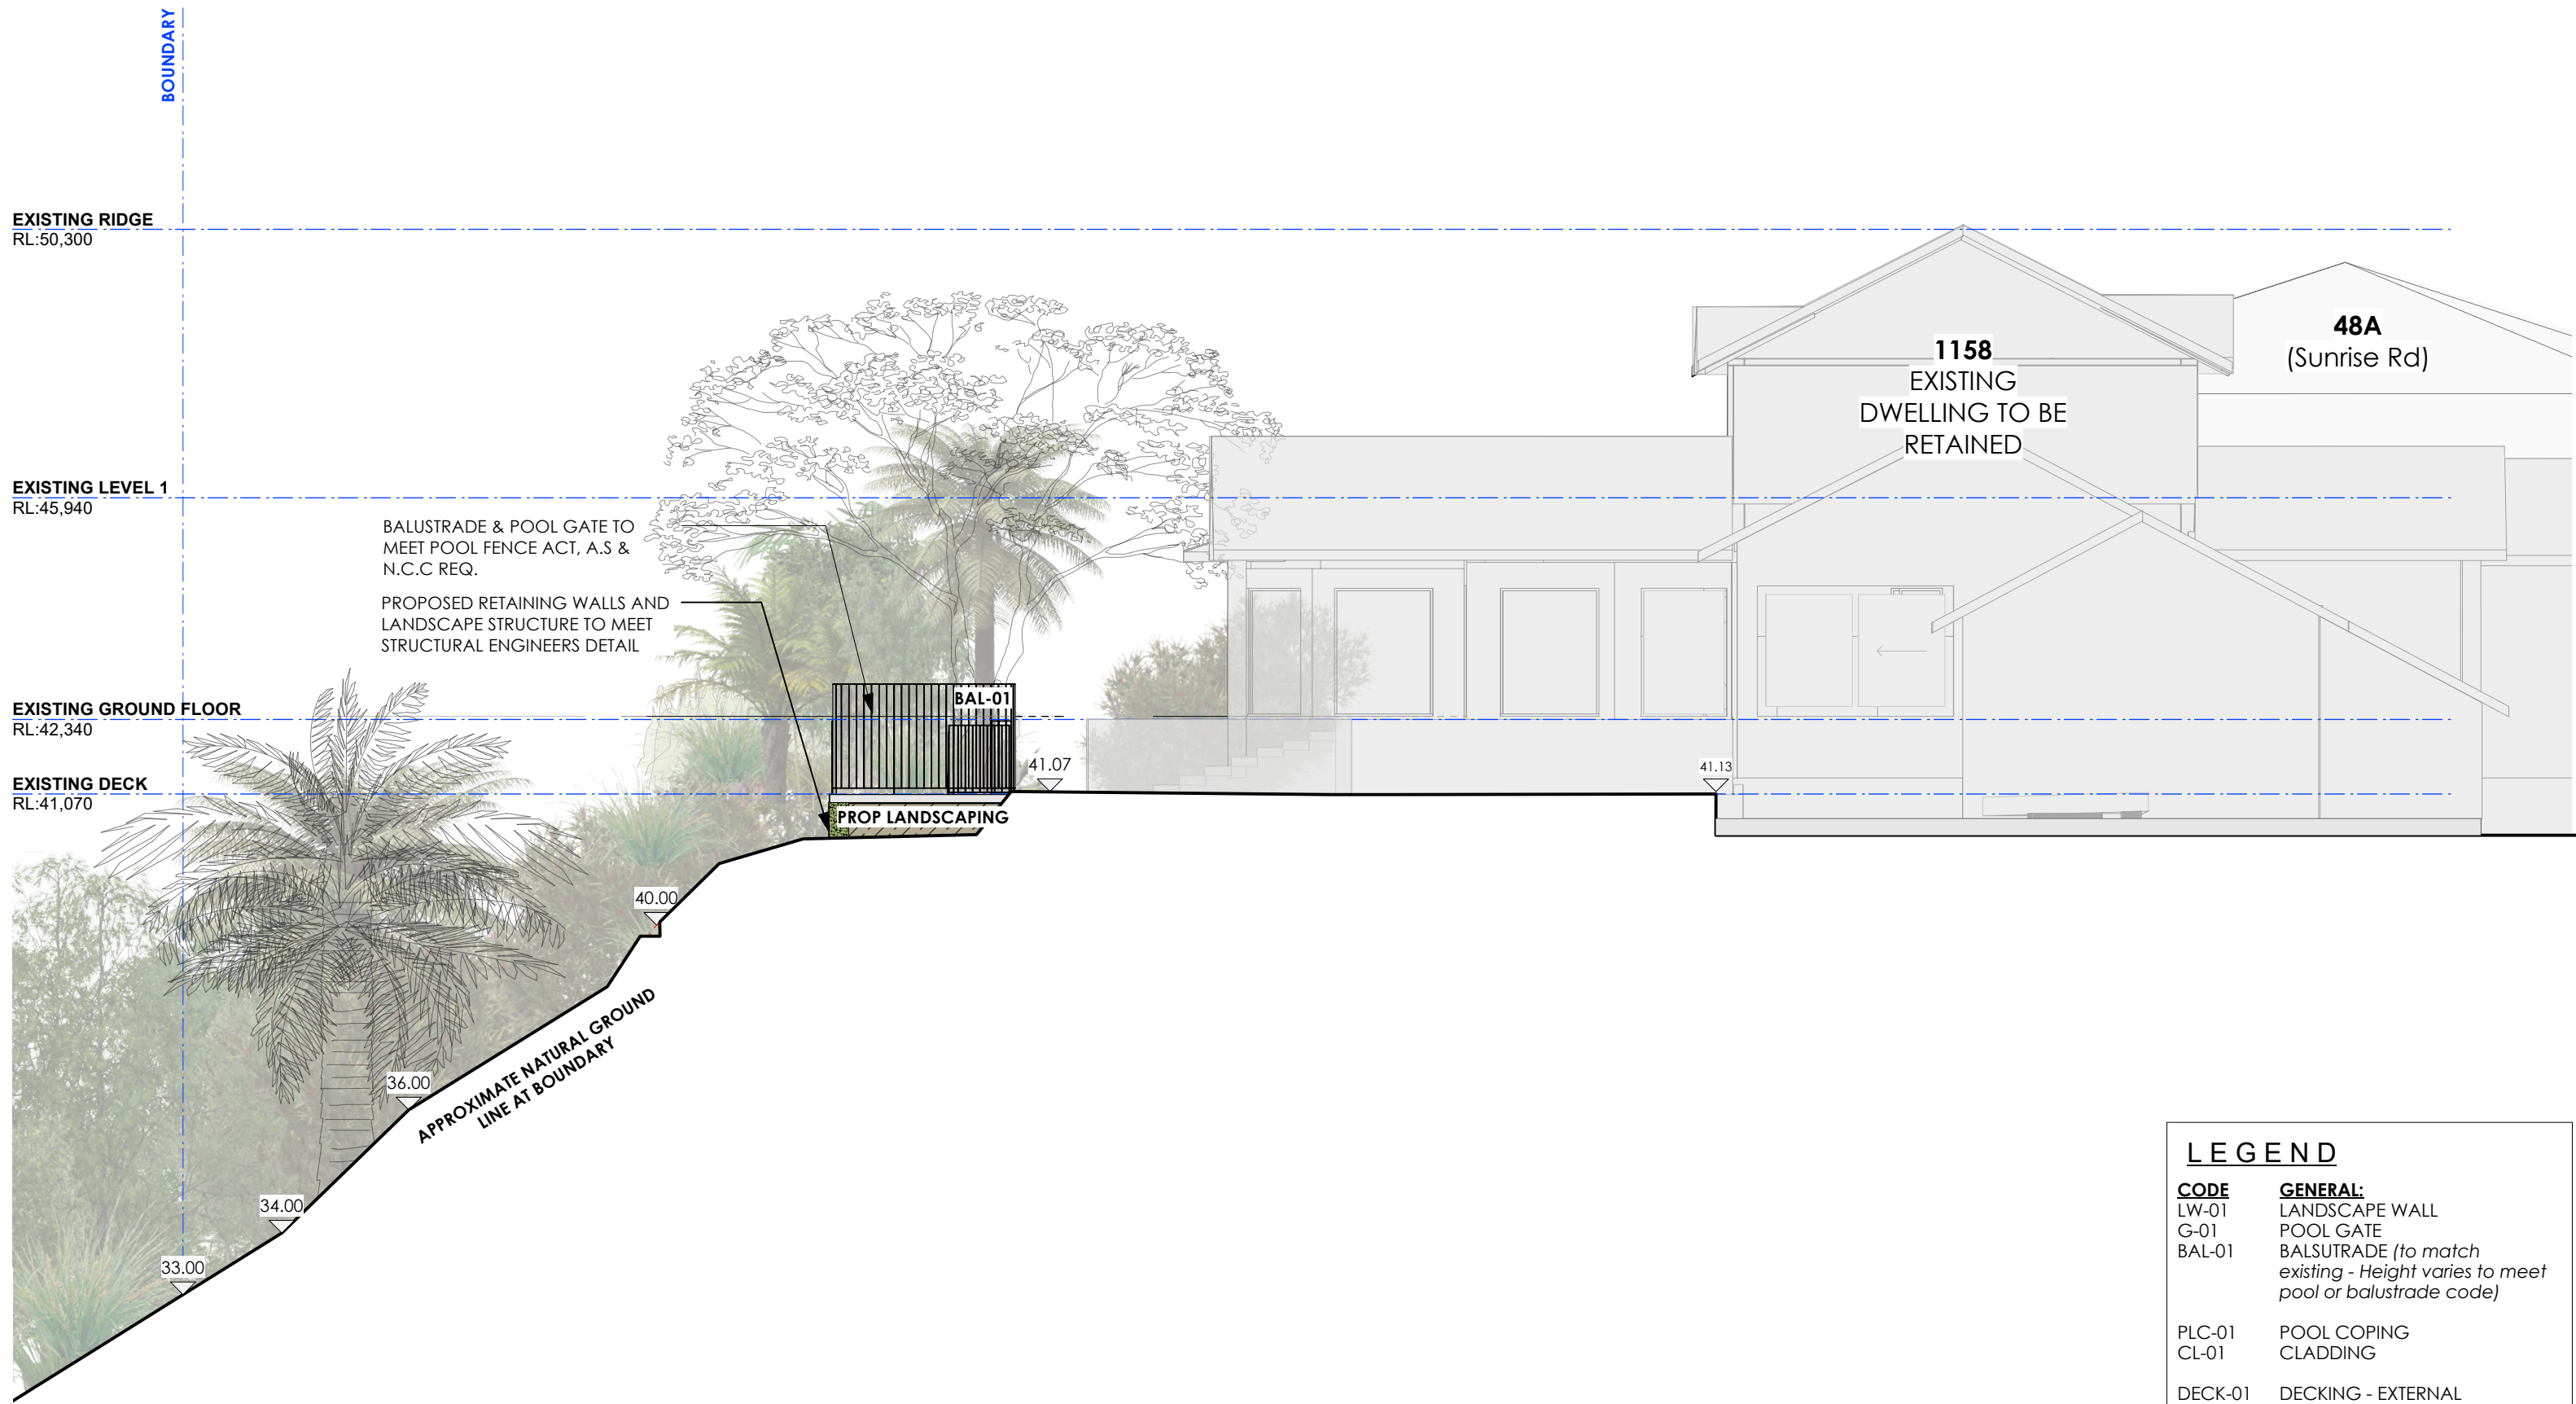 BOUNDARY
EXISTING RIDGE
RL:50,300
1158
EXISTING
DWELLING TO BE
RETAINED
48A
(Sunrise Rd)
EXISTING LEVEL 1
RL:45,940
BALUSTRADE & POOL GATE TO
MEET POOL FENCE ACT, A.S &
N.C.C REQ.
PROPOSED RETAINING WALLS AND
LANDSCAPE STRUCTURE TO MEET
STRUCTURAL ENGINEERS DETAIL
BAL-01
EXISTING GROUND FLOOR
RL:42,340
41.07
41.13
EXISTING DECK
RL:41,070
PROP LANDSCAPING
40.00
APPROXIMATE NATURAL GROUND
LINE AT BOUNDARY
36.00
34.00
33.00
LEGEND
CODE GENERAL:
LW-01 LANDSCAPE WALL
G-01 POOL GATE
BAL-01 BALSUTRADE (to match
existing - Height varies to meet
pool or balustrade code)
PLC-01 POOL COPING
CL-01 CLADDING
DECK-01 DECKING - EXTERNAL